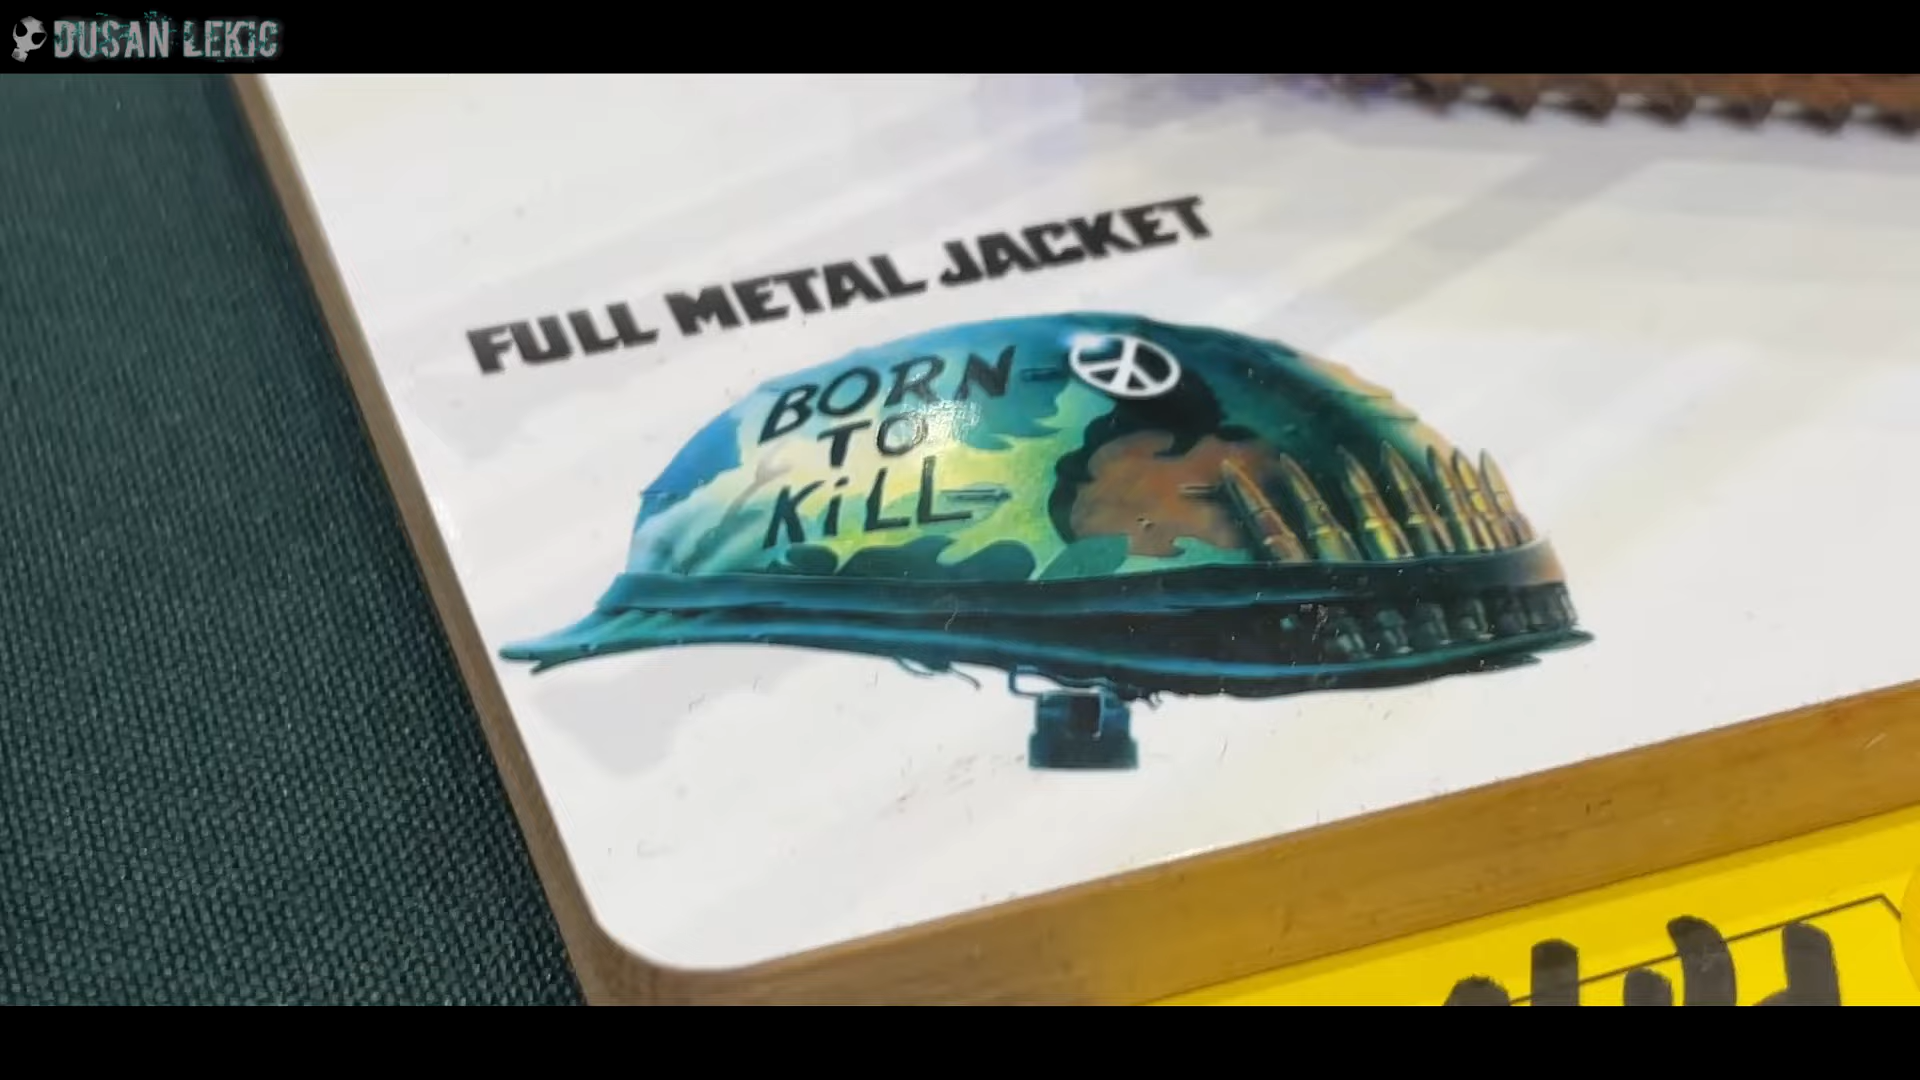 DUSAN LEKIC
FULL METAL JACKET
BORN
TO
KiLL